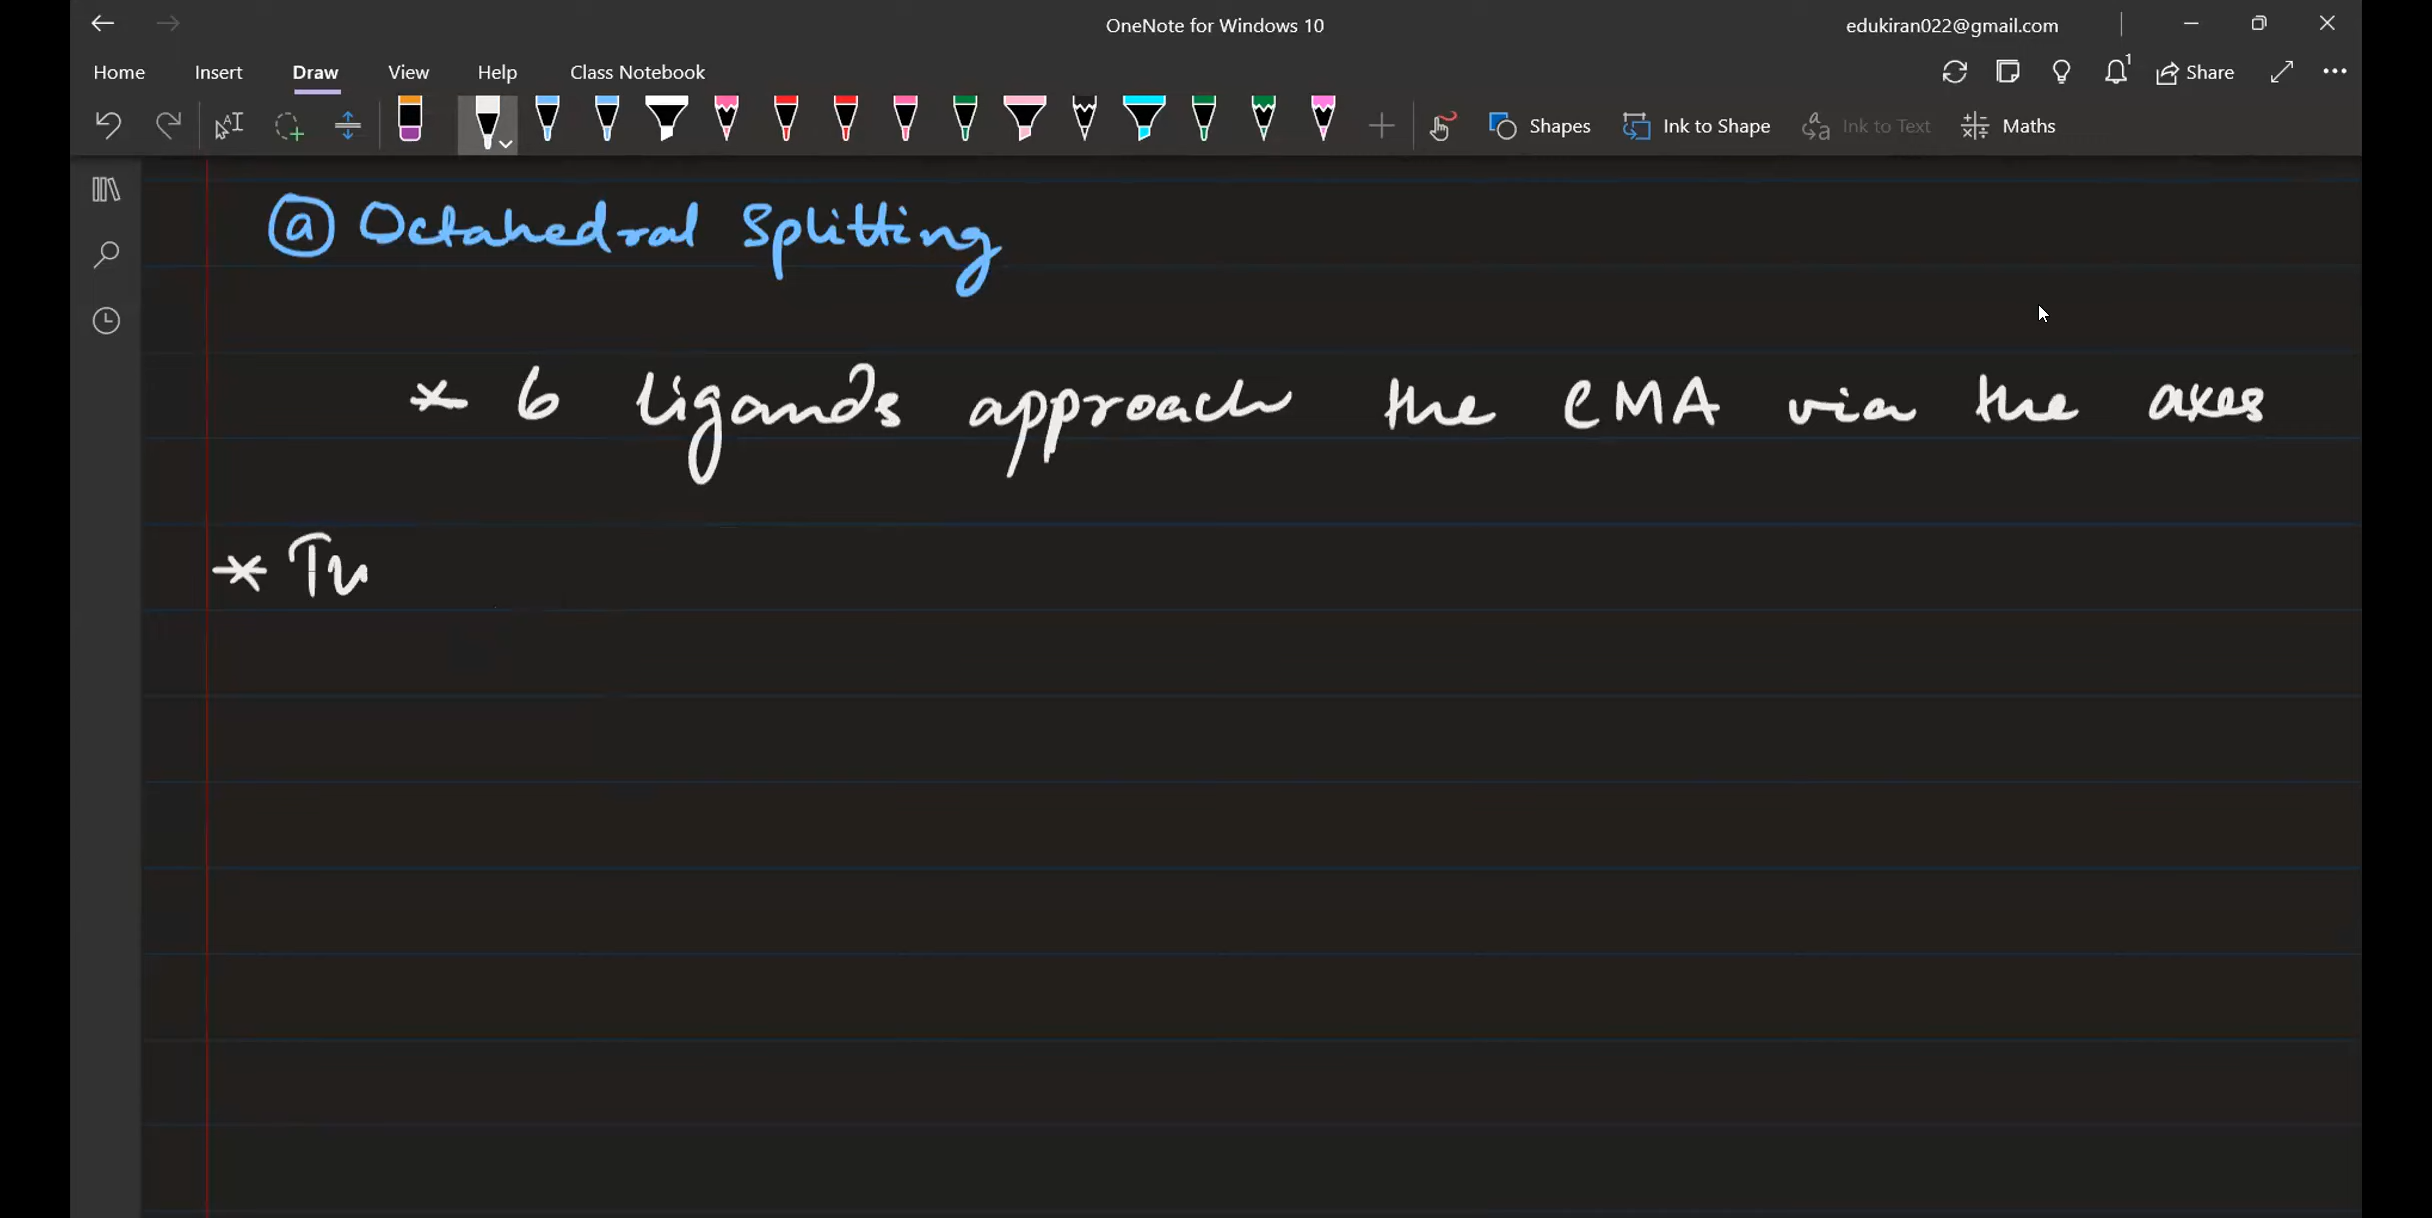 OneNote for Windows 10
edukiran022@gmail.com
Home Insert Draw View Help Class Notebook
Share
Shapes Ink to Shape Ink to Text Maths
ⓐ Octahedral Splitting
* 6 ligands approach the CMA via the axes
*